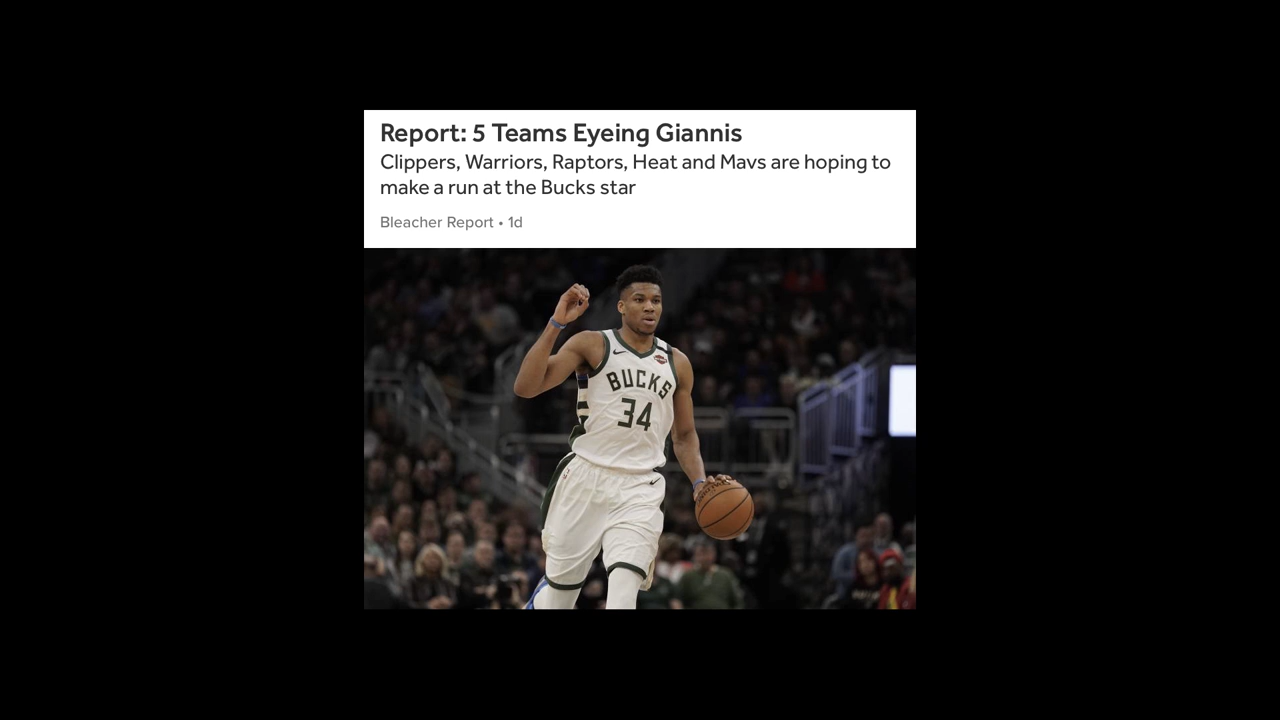 Report: 5 Teams Eyeing Giannis
Clippers, Warriors, Raptors, Heat and Mavs are hoping to
make a run at the Bucks star
Bleacher Report • 1d
BUCKS
34